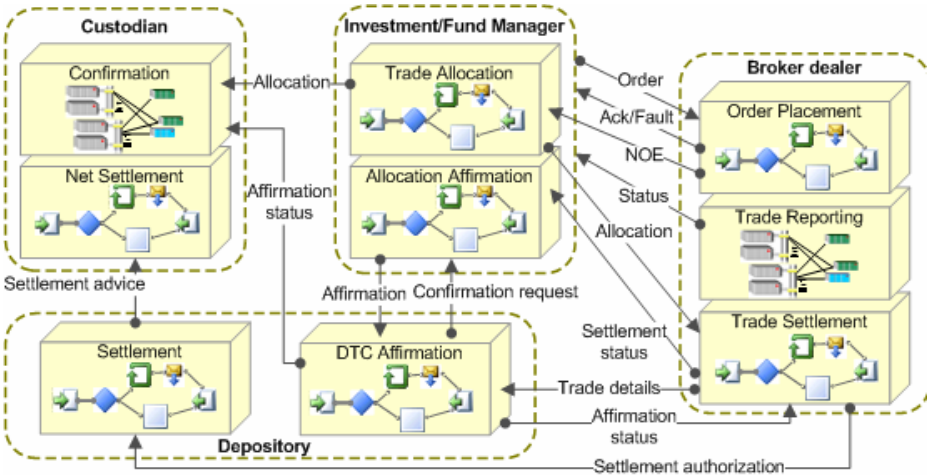 Custodian
Investment/Fund Manager
Broker dealer
Confirmation
Allocation
Trade Allocation
Order
Ack/Fault
Order Placement
NOE
Net Settlement
Affirmation
status
Allocation Affirmation
Status
Allocation
Trade Reporting
Settlement advice
Affirmation
Confirmation request
Settlement
DTC Affirmation
Settlement
status
Trade Settlement
Trade details
Affirmation
status
Depository
Settlement authorization